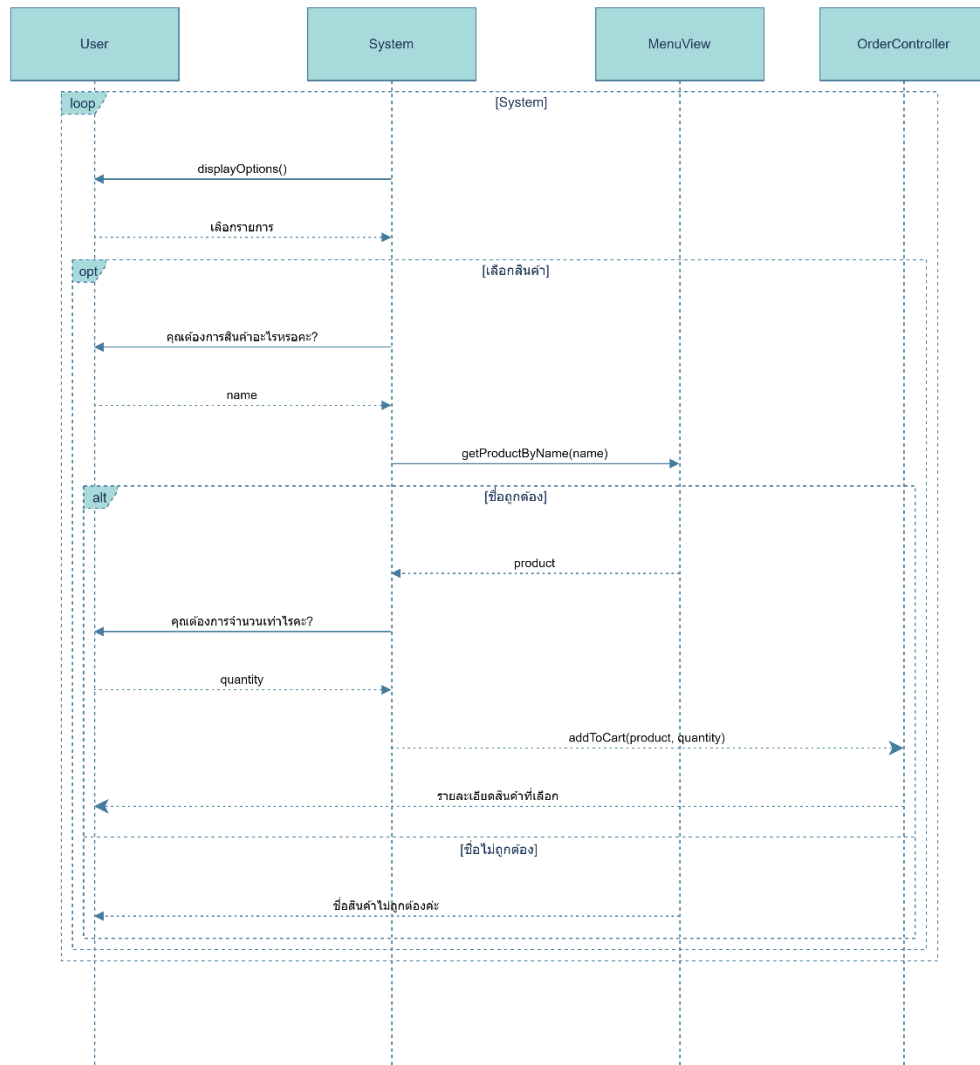 User
System
MenuView
OrderController
loop
[System]
displayOptions()
เลือกรายการ
opt
[เลือกสินค้า]
คุณต้องการสินค้าอะไรหรอคะ?
name
getProductByName(name)
alt
[ชื่อถูกต้อง]
product
คุณต้องการจำนวนเท่าไรคะ?
quantity
addToCart(product, quantity)
รายละเอียดสินค้าที่เลือก
[ชื่อไม่ถูกต้อง]
ชื่อสินค้าไม่ถูกต้องค่ะ